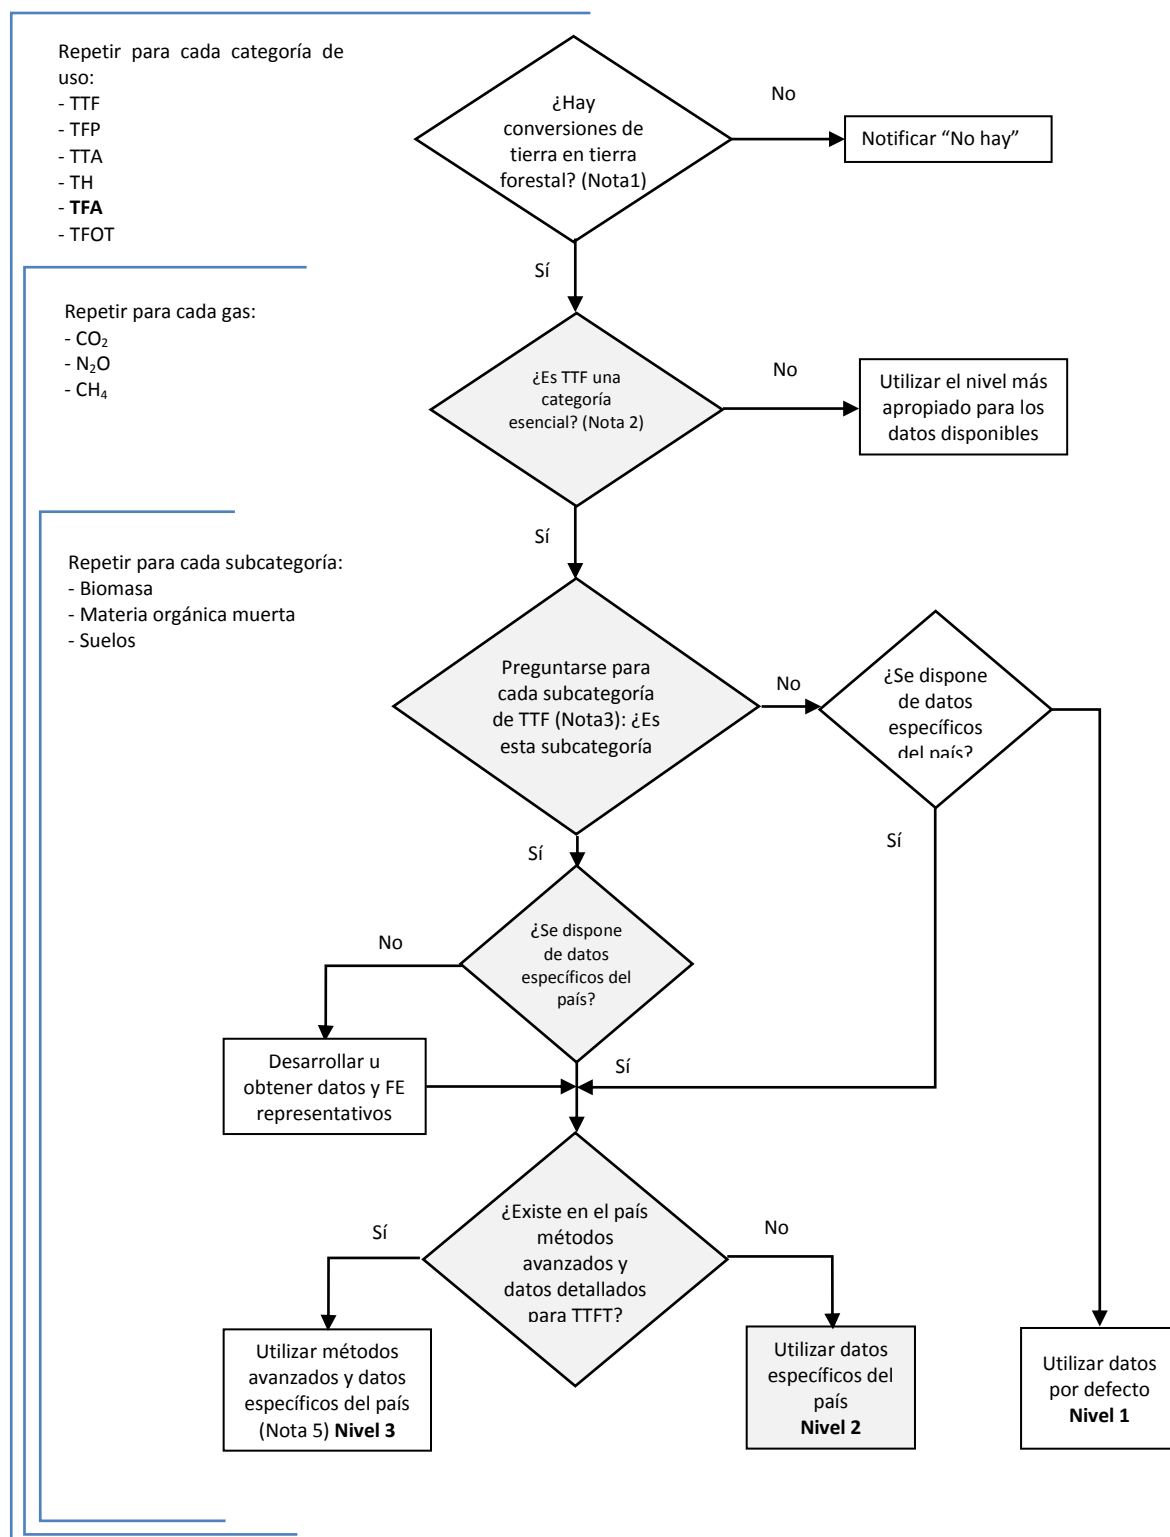 Repetir para cada categoría de
uso:
- TTF
- TFP
- TTA
- TH
- TFA
- TFOT
¿Hay
conversiones de
tierra en tierra
forestal? (Nota1)
No
Notificar “No hay”
Sí
Repetir para cada gas:
- CO₂
- N₂O
- CH₄
¿Es TTF una
categoría
esencial? (Nota 2)
No
Utilizar el nivel más
apropiado para los
datos disponibles
Sí
Repetir para cada subcategoría:
- Biomasa
- Materia orgánica muerta
- Suelos
Preguntarse para
cada subcategoría
de TTF (Nota3): ¿Es
esta subcategoría
No
¿Se dispone
de datos
específicos
del país?
Sí
Sí
¿Se dispone
de datos
específicos del
país?
No
Desarrollar u
obtener datos y FE
representativos
Sí
¿Existe en el país
métodos
avanzados y
datos detallados
para TTFT?
Sí
No
Utilizar métodos
avanzados y datos
específicos del país
(Nota 5) Nivel 3
Utilizar datos
específicos del
país
Nivel 2
Utilizar datos
por defecto
Nivel 1